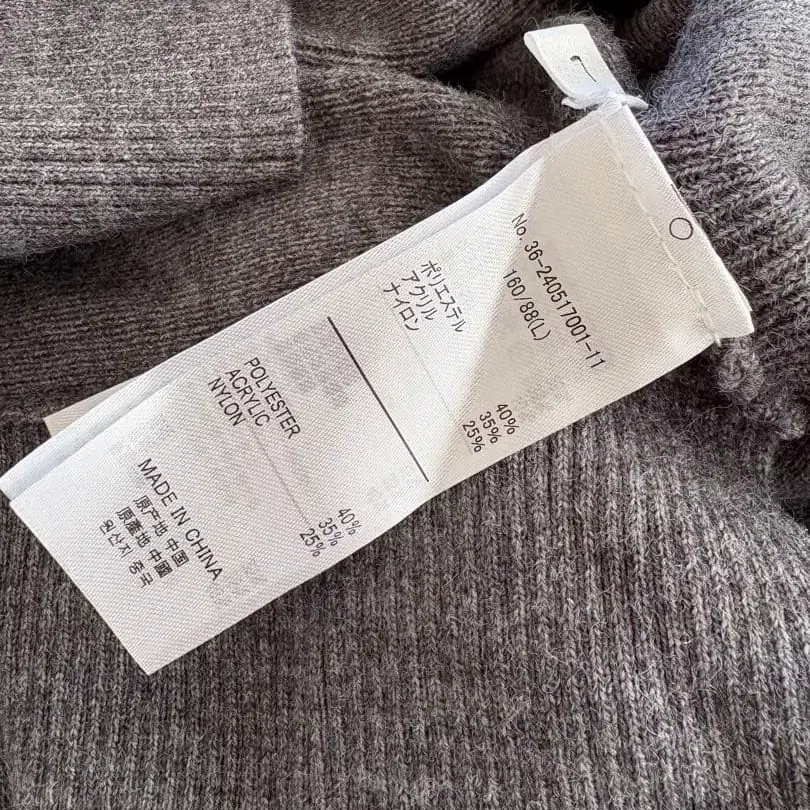 No. 36-240517001-11
160/88(L)
ポリエステル 40%
アクリル 35%
ナイロン 25%
POLYESTER 40%
ACRYLIC 35%
NYLON 25%
MADE IN CHINA
原产地 中国
原產地 中國
원산지 중국